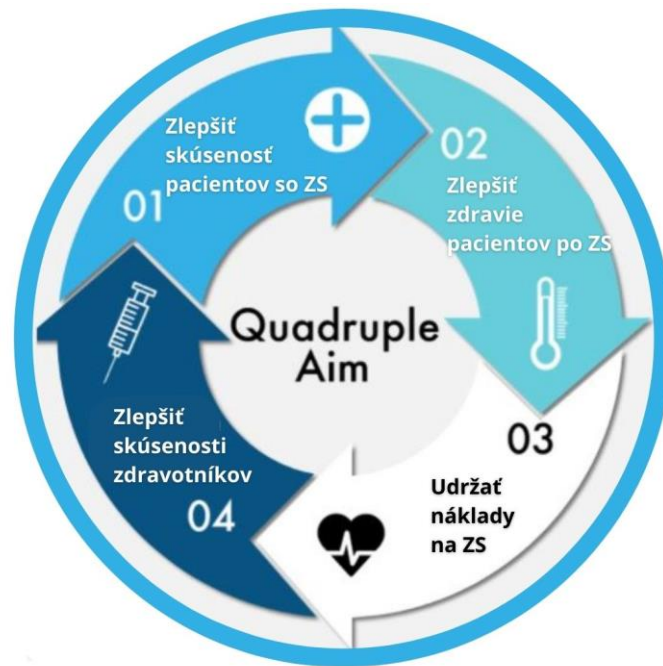 Zlepšiť
skúsenosť
pacientov so ZS
01
02
Zlepšiť
zdravie
pacientov po ZS
Quadruple
Aim
03
Udržať
náklady
na ZS
Zlepšiť
skúsenosti
zdravotníkov
04